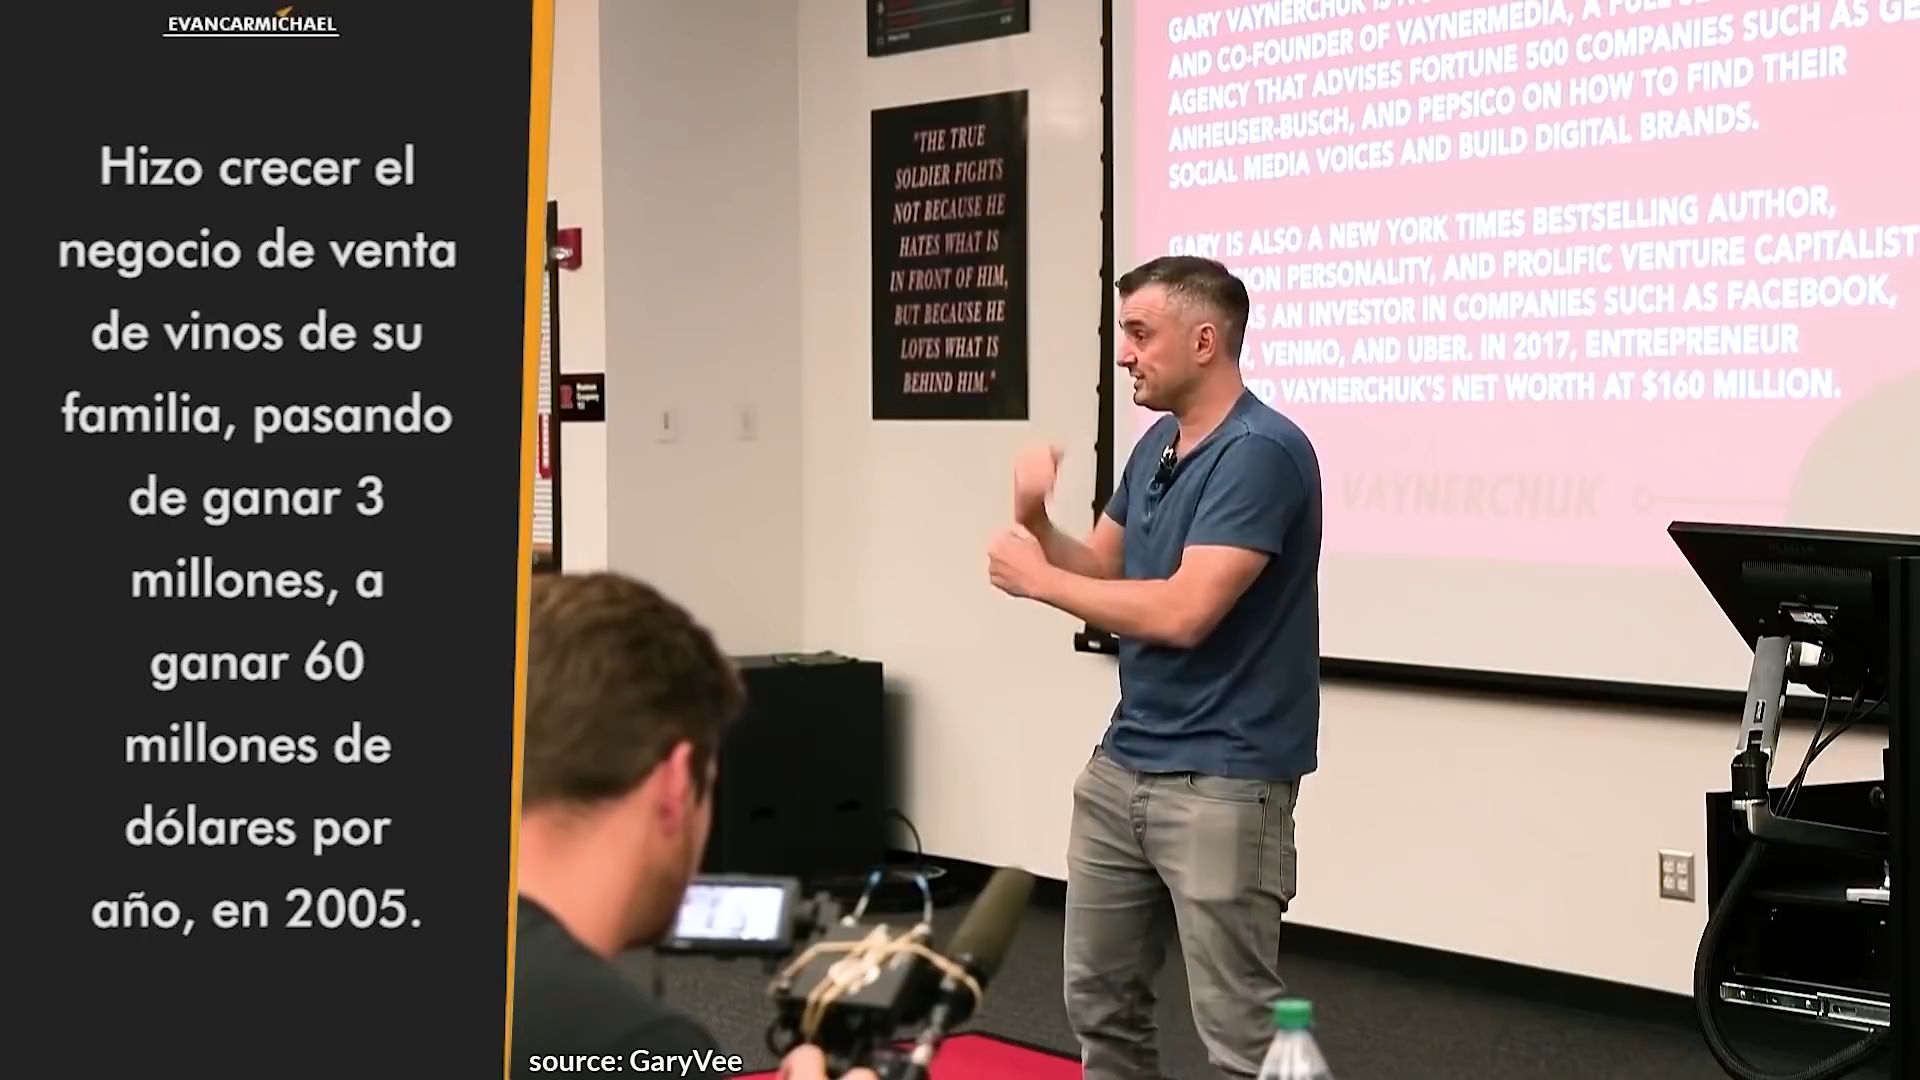 EVANCARMICHAEL
Hizo crecer el
negocio de venta
de vinos de su
familia, pasando
de ganar 3
millones, a
ganar 60
millones de
dólares por
año, en 2005.
"THE TRUE
SOLDIER FIGHTS
NOT BECAUSE HE
HATES WHAT IS
IN FRONT OF HIM,
BUT BECAUSE HE
LOVES WHAT IS
BEHIND HIM."
GARY VAYNERCHUK IS A
AND CO-FOUNDER OF VAYNERMEDIA, A FULL
AGENCY THAT ADVISES FORTUNE 500 COMPANIES SUCH AS GE
ANHEUSER-BUSCH, AND PEPSICO ON HOW TO FIND THEIR
SOCIAL MEDIA VOICES AND BUILD DIGITAL BRANDS.
GARY IS ALSO A NEW YORK TIMES BESTSELLING AUTHOR,
PERSONALITY, AND PROLIFIC VENTURE CAPITALIST
AN INVESTOR IN COMPANIES SUCH AS FACEBOOK,
VENMO, AND UBER. IN 2017, ENTREPRENEUR
VAYNERCHUK'S NET WORTH AT $160 MILLION.
VAYNERCHUK
source: GaryVee